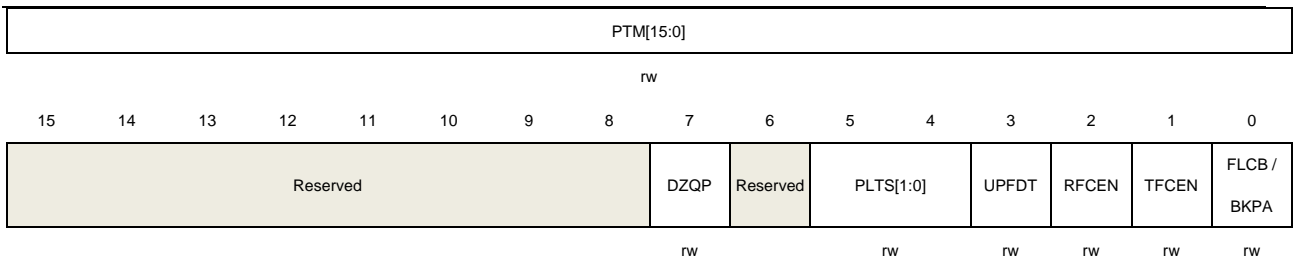 PTM[15:0]
rw
15 14 13 12 11 10 9 8 7 6 5 4 3 2 1 0
Reserved DZQP Reserved PLTS[1:0] UPFDT RFCEN TFCEN FLCB /
BKPA
rw rw rw rw rw rw